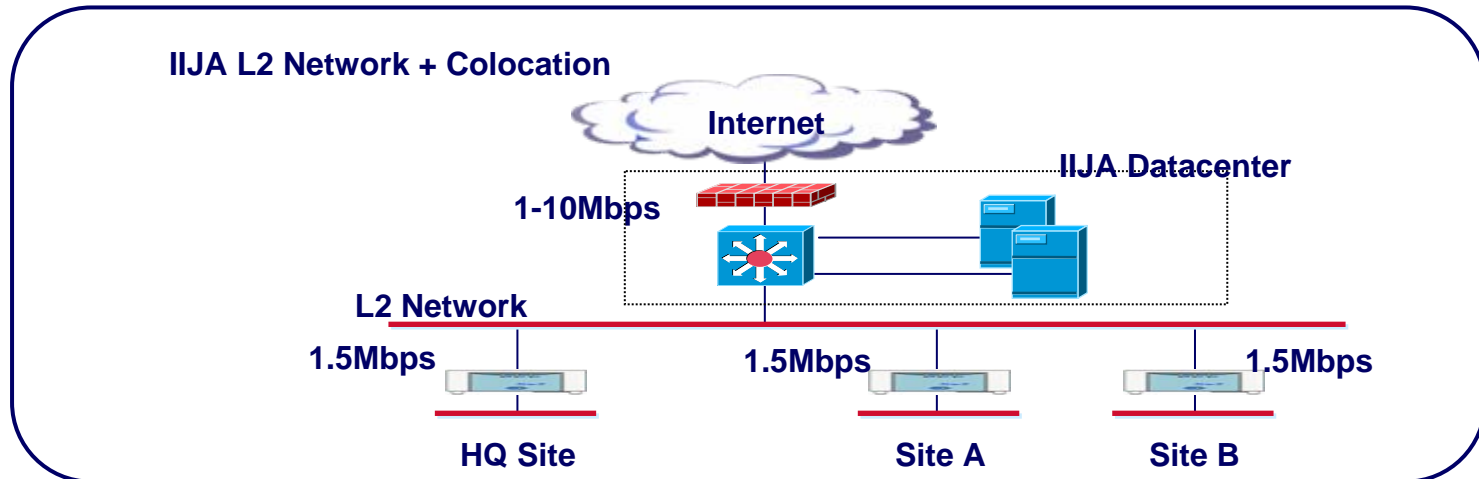 IIJA L2 Network + Colocation
Internet
IIJA Datacenter
1-10Mbps
L2 Network
1.5Mbps
1.5Mbps
1.5Mbps
HQ Site
Site A
Site B